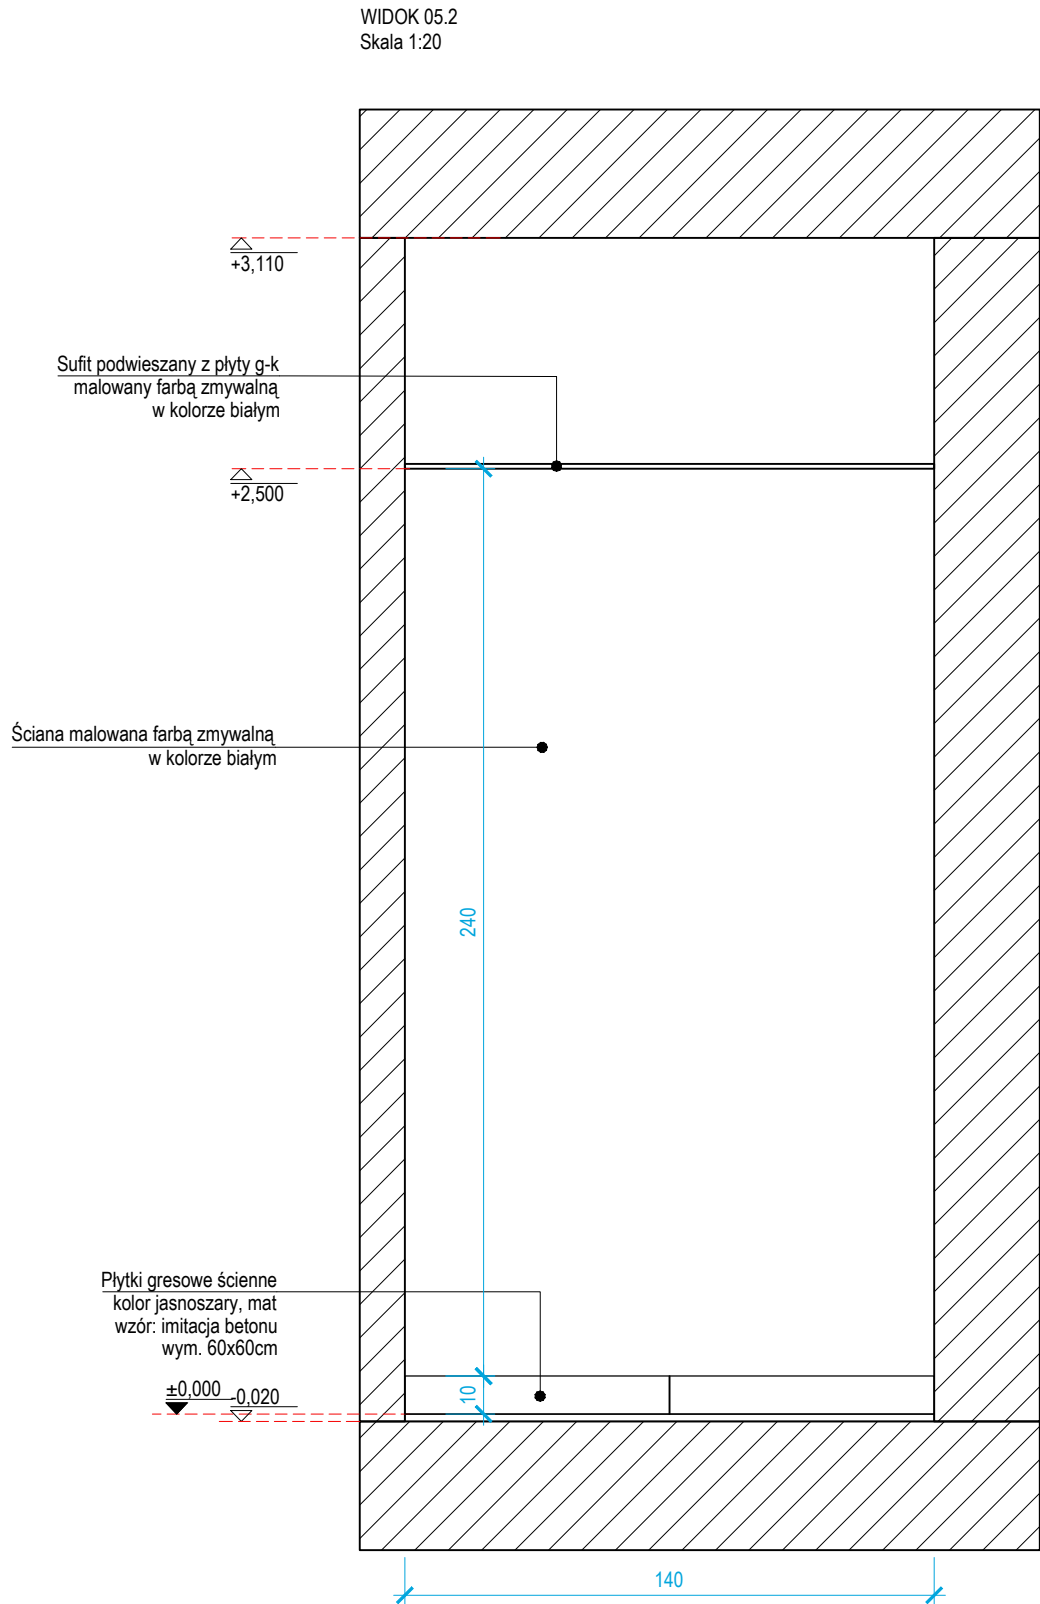 WIDOK 05.2
Skala 1:20
+3,110
Sufit podwieszany z płyty g-k
malowany farbą zmywalną
w kolorze białym
+2,500
Ściana malowana farbą zmywalną
w kolorze białym
240
Płytki gresowe ścienne
kolor jasnoszary, mat
wzór: imitacja betonu
wym. 60x60cm
±0,000
-0,020
10
140